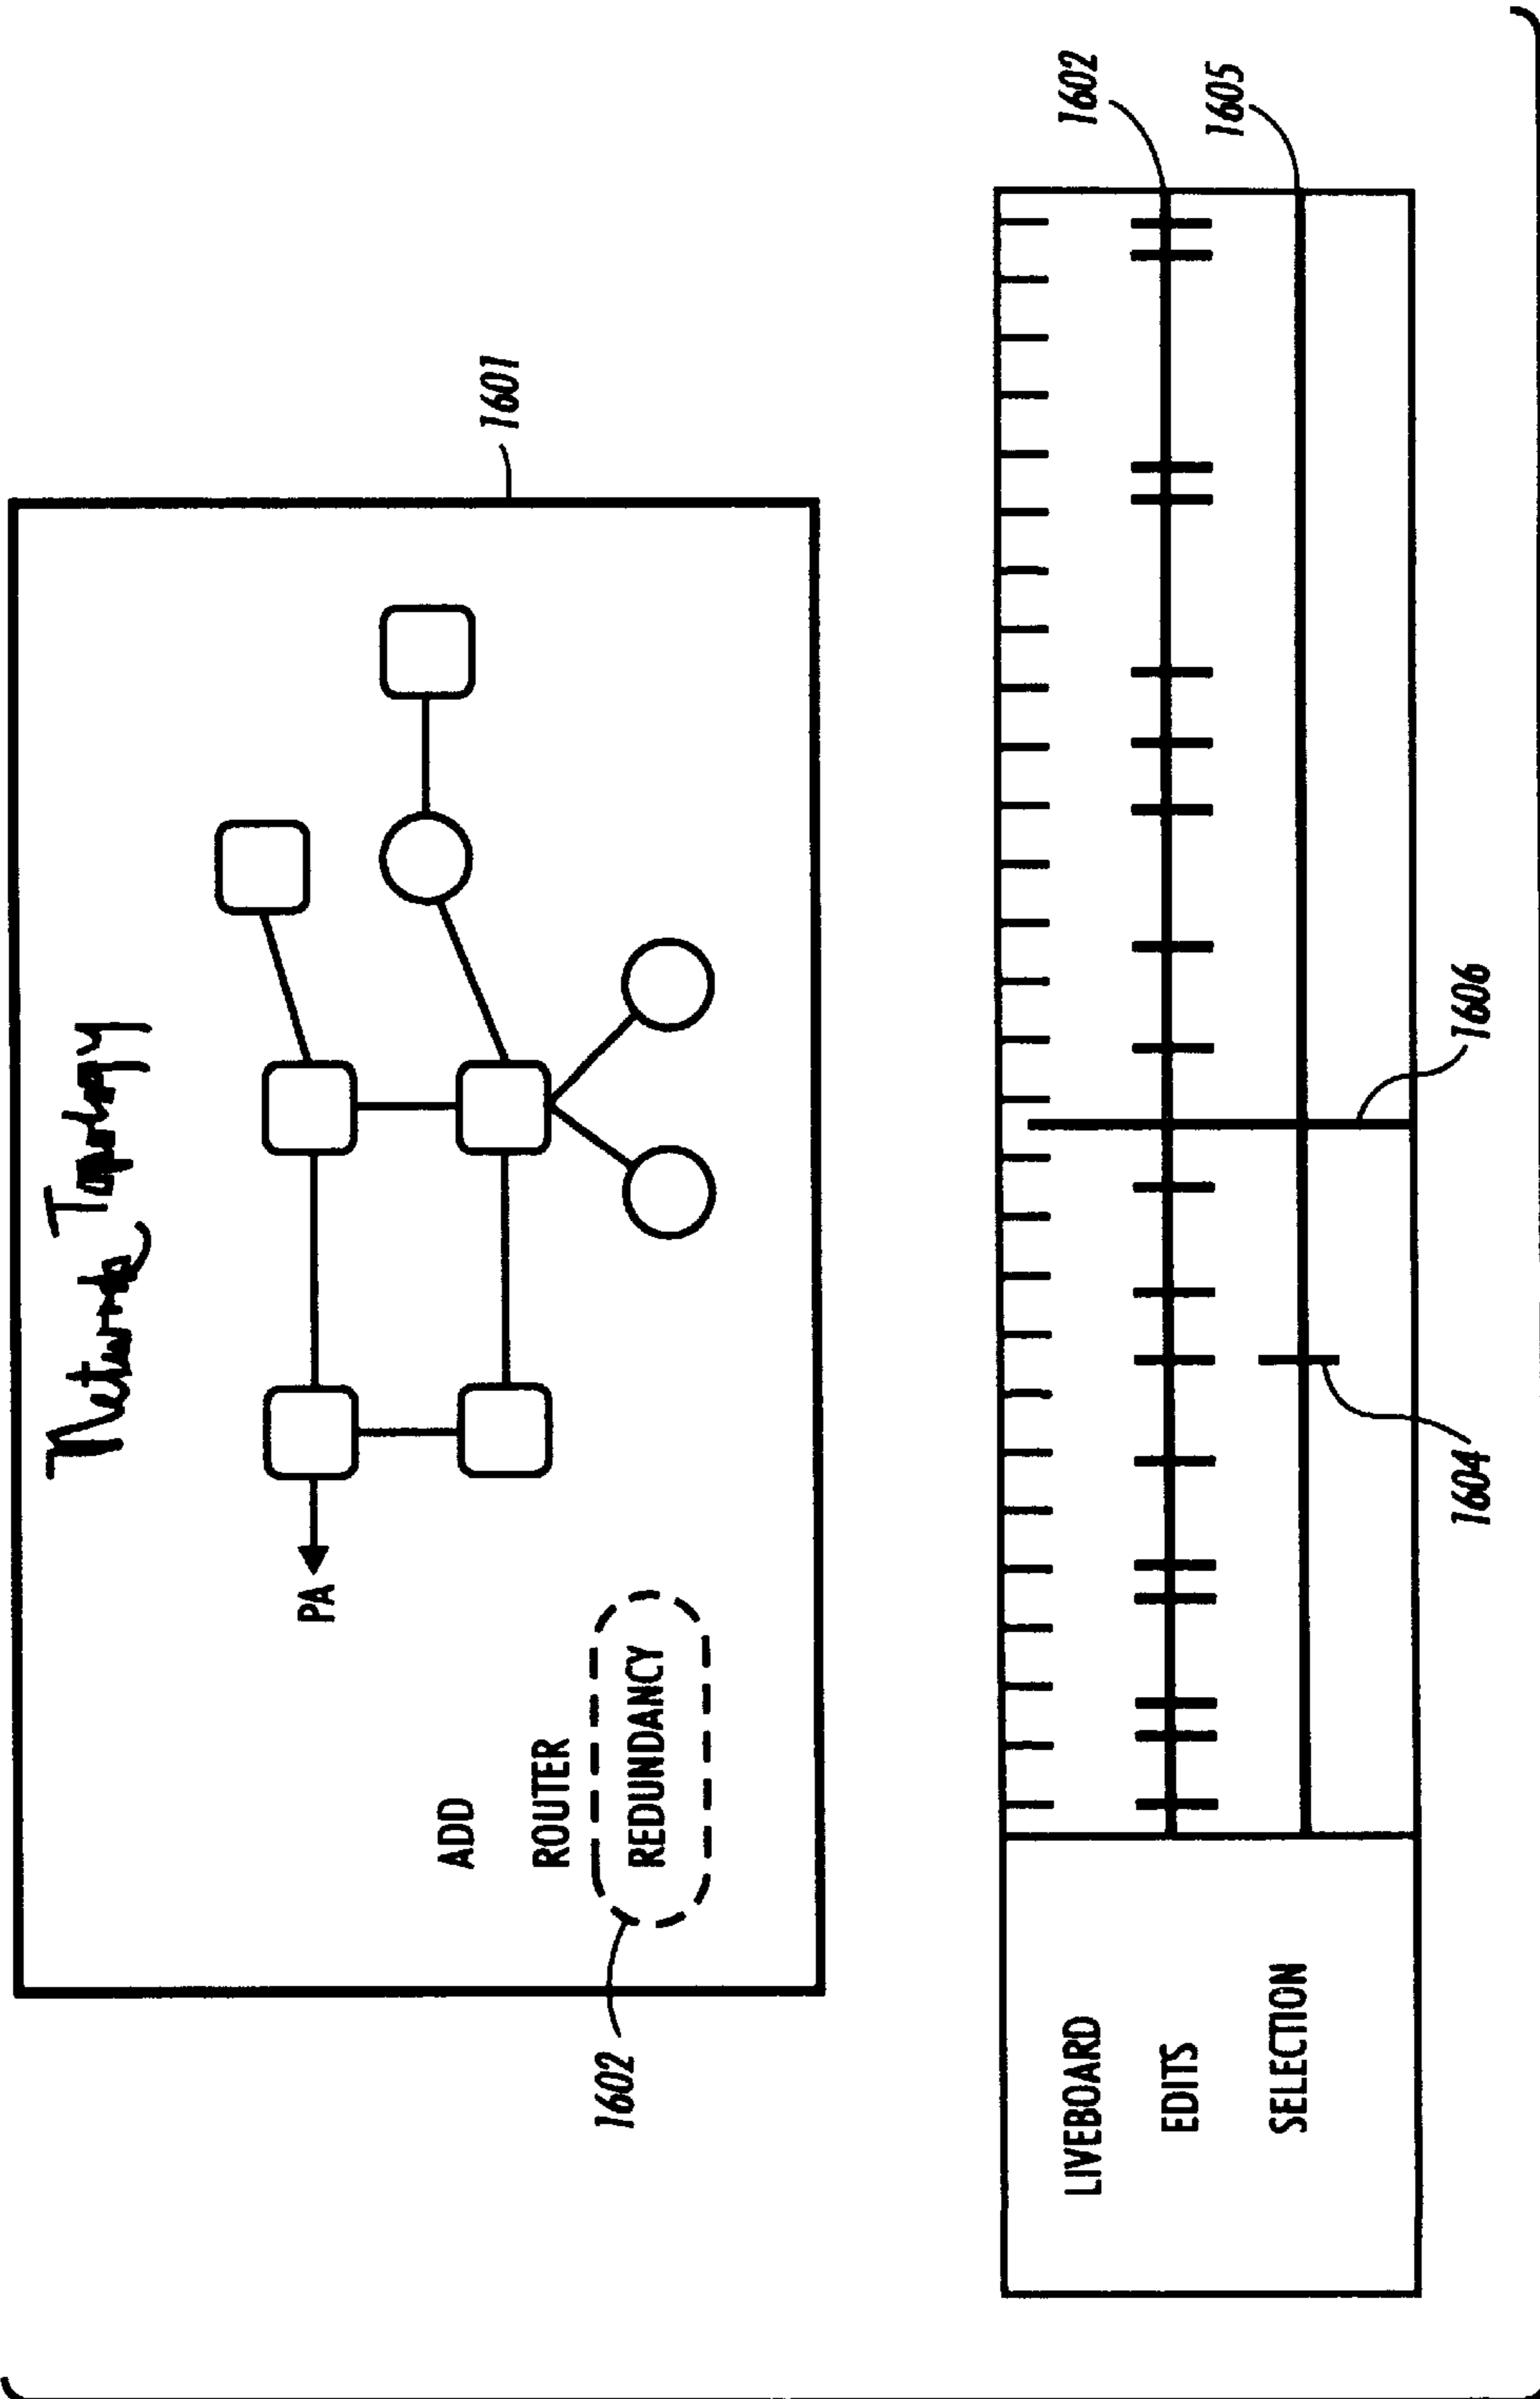 Network Topology
PA
ADD
ROUTER
REDUNDANCY
1602
1601
LIVEBOARD
EDITS
SELECTION
1602
1605
1604
1606